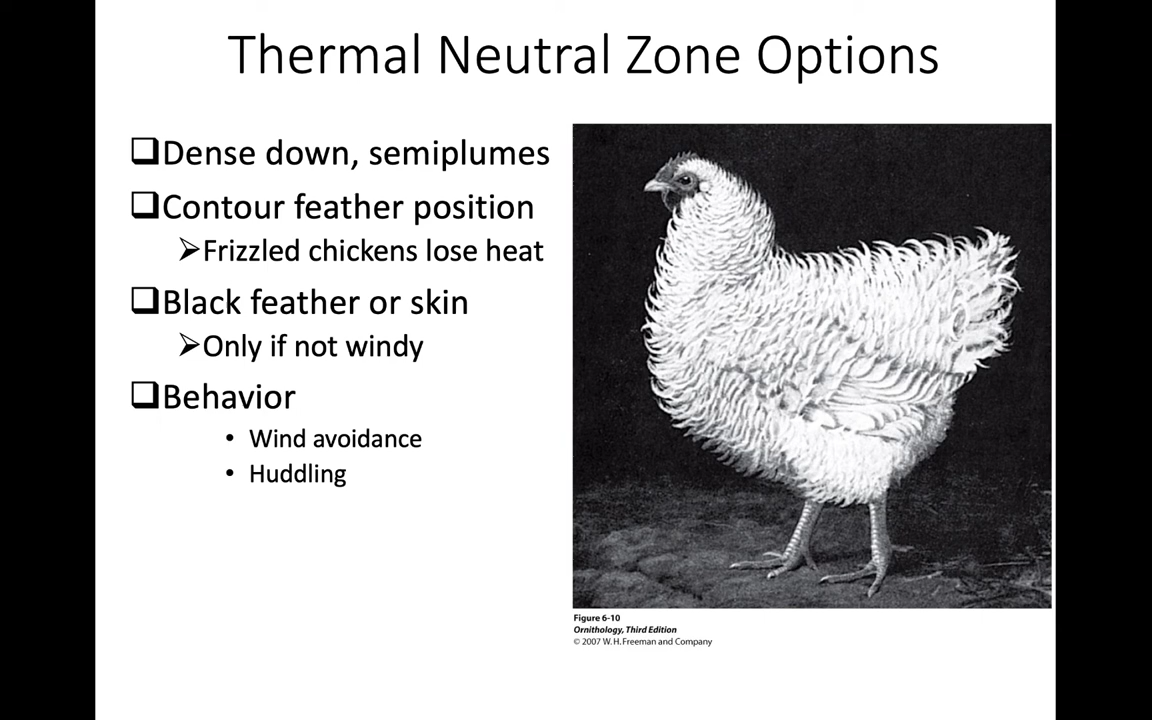 Thermal Neutral Zone Options
❑Dense down, semiplumes
❑Contour feather position
➢Frizzled chickens lose heat
❑Black feather or skin
➢Only if not windy
❑Behavior
• Wind avoidance
• Huddling
Figure 6-10
Ornithology, Third Edition
© 2007 W. H. Freeman and Company